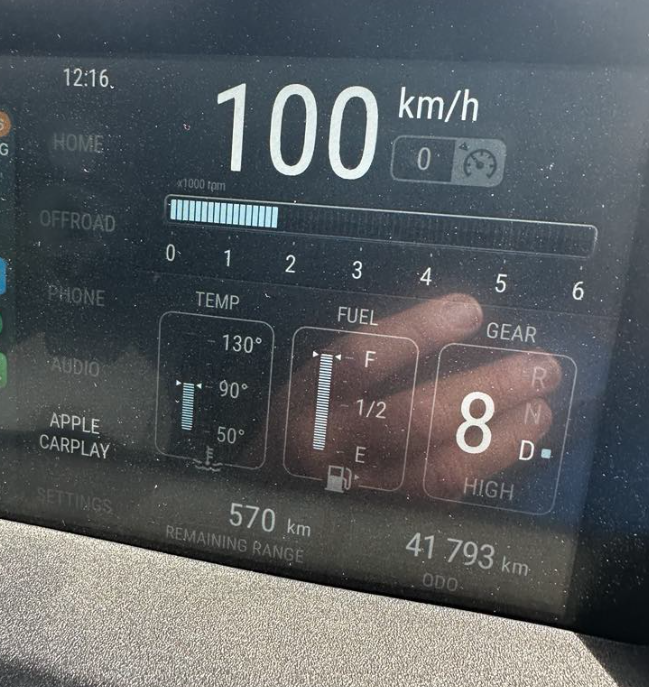 12:16
100 km/h
G
HOME
0
x1000 rpm
OFFROAD
0 1 2 3 4 5 6
PHONE
TEMP
FUEL
GEAR
130°
F
R
AUDIO
90°
1/2
8
N
50°
E
D
APPLE
CARPLAY
HIGH
SETTINGS
570 km
REMAINING RANGE
41 793 km
ODO